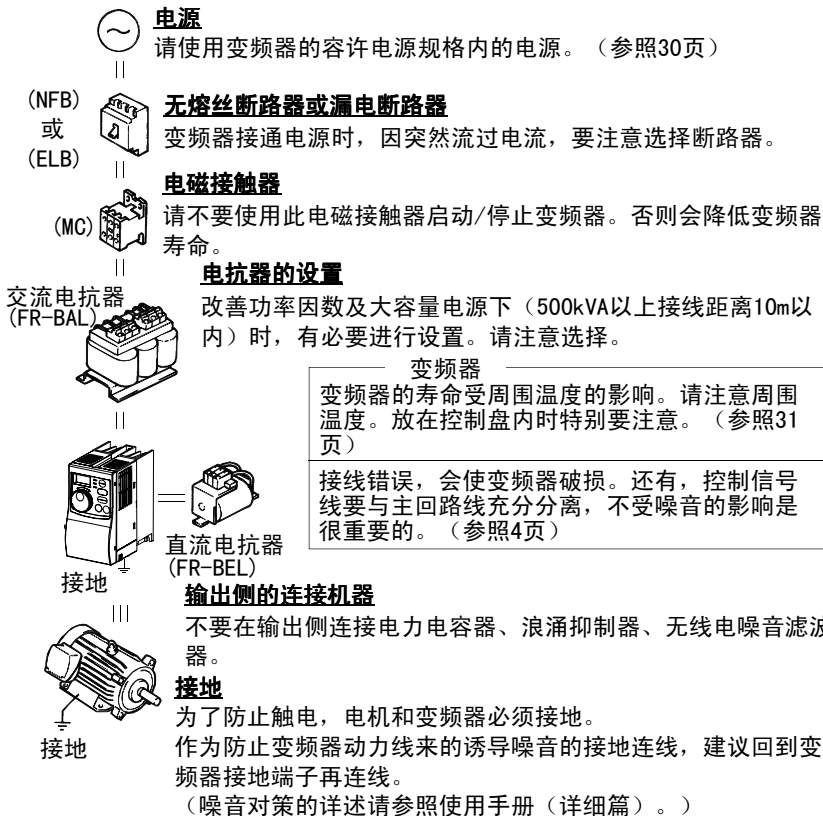 电源
请使用变频器的容许电源规格内的电源。（参照30页）
(NFB)
或
(ELB)
无熔丝断路器或漏电断路器
变频器接通电源时，因突然流过电流，要注意选择断路器。
电磁接触器
(MC)
请不要使用此电磁接触器启动/停止变频器。否则会降低变频器
寿命。
电抗器的设置
交流电抗器
(FR-BAL)
改善功率因数及大容量电源下（500kVA以上接线距离10m以
内）时，有必要进行设置。请注意选择。
变频器
变频器的寿命受周围温度的影响。请注意周围
温度。放在控制盘内时特别要注意。（参照31
页）
接线错误，会使变频器破损。还有，控制信号
线要与主回路线充分分离，不受噪音的影响是
很重要的。（参照4页）
直流电抗器
(FR-BEL)
接地
输出侧的连接机器
不要在输出侧连接电力电容器、浪涌抑制器、无线电噪音滤波
器。
接地
为了防止触电，电机和变频器必须接地。
接地
作为防止变频器动力线来的诱导噪音的接地连线，建议回到变
频器接地端子再连线。
（噪音对策的详述请参照使用手册（详细篇）。）